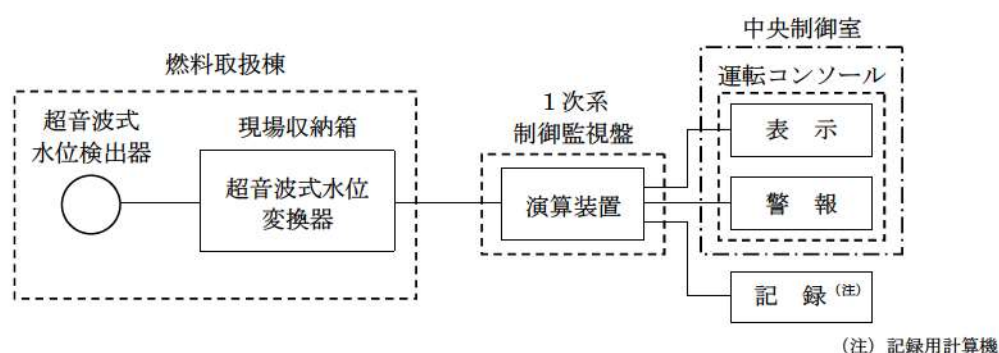 中央制御室
燃料取扱棟
運転コンソール
超音波式
水位検出器
現場収納箱
1次系
制御監視盤
表 示
超音波式水位
変換器
演算装置
警 報
記 録(注)
(注) 記録用計算機